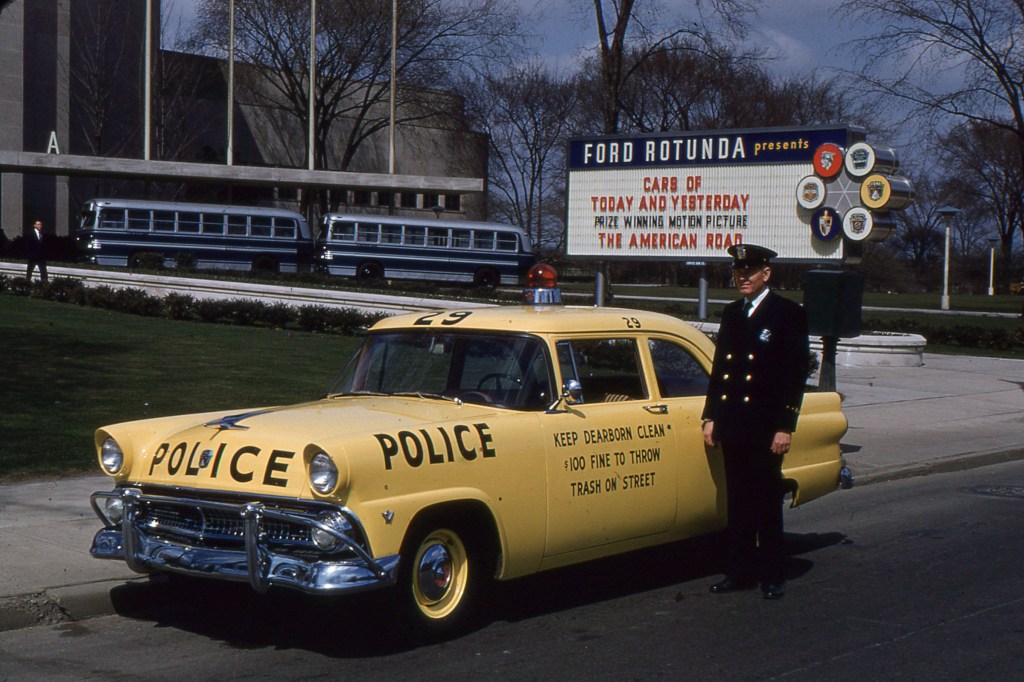 A
FORD ROTUNDA presents
CARS OF
TODAY AND YESTERDAY
PRIZE WINNING MOTION PICTURE
THE AMERICAN ROAD
29
29
POLICE
POLICE
KEEP DEARBORN CLEAN
$100 FINE TO THROW
TRASH ON STREET